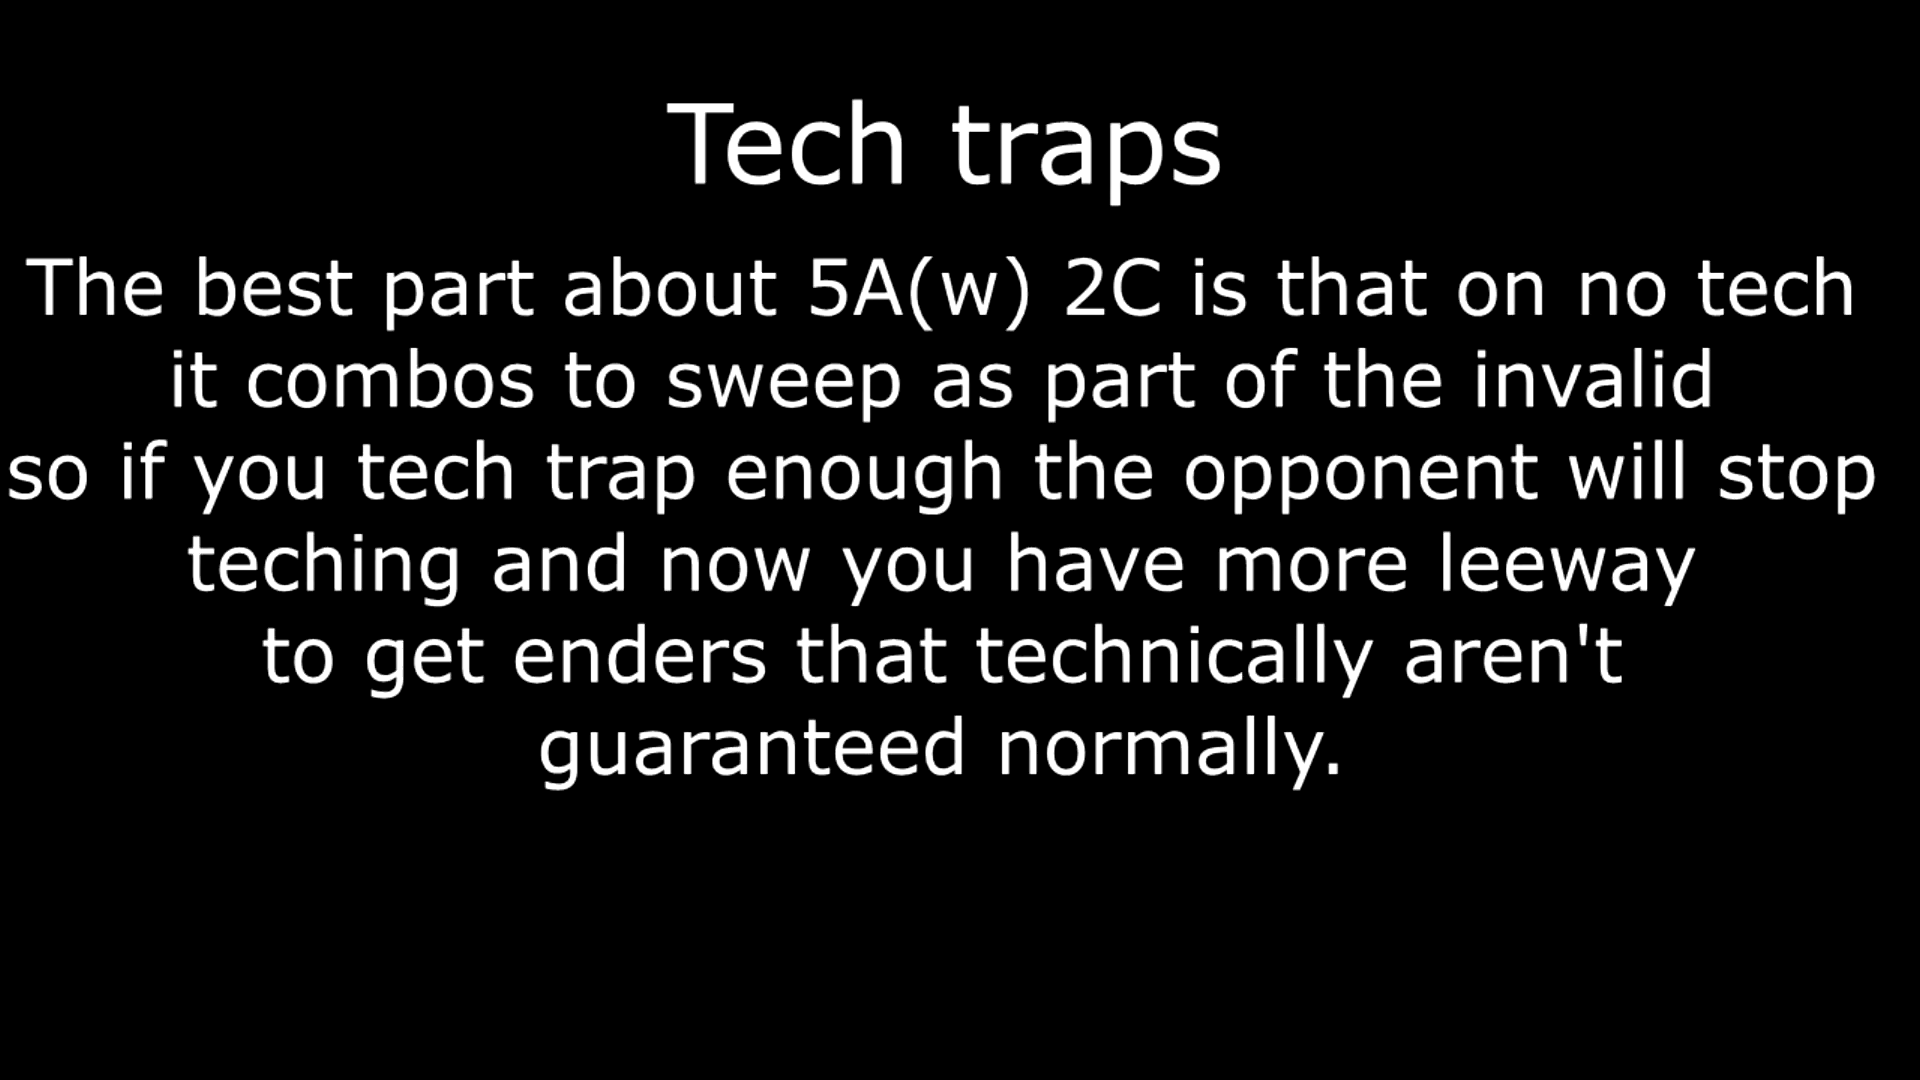 Tech traps
The best part about 5A(w) 2C is that on no tech
it combos to sweep as part of the invalid
so if you tech trap enough the opponent will stop
teching and now you have more leeway
to get enders that technically aren't
guaranteed normally.